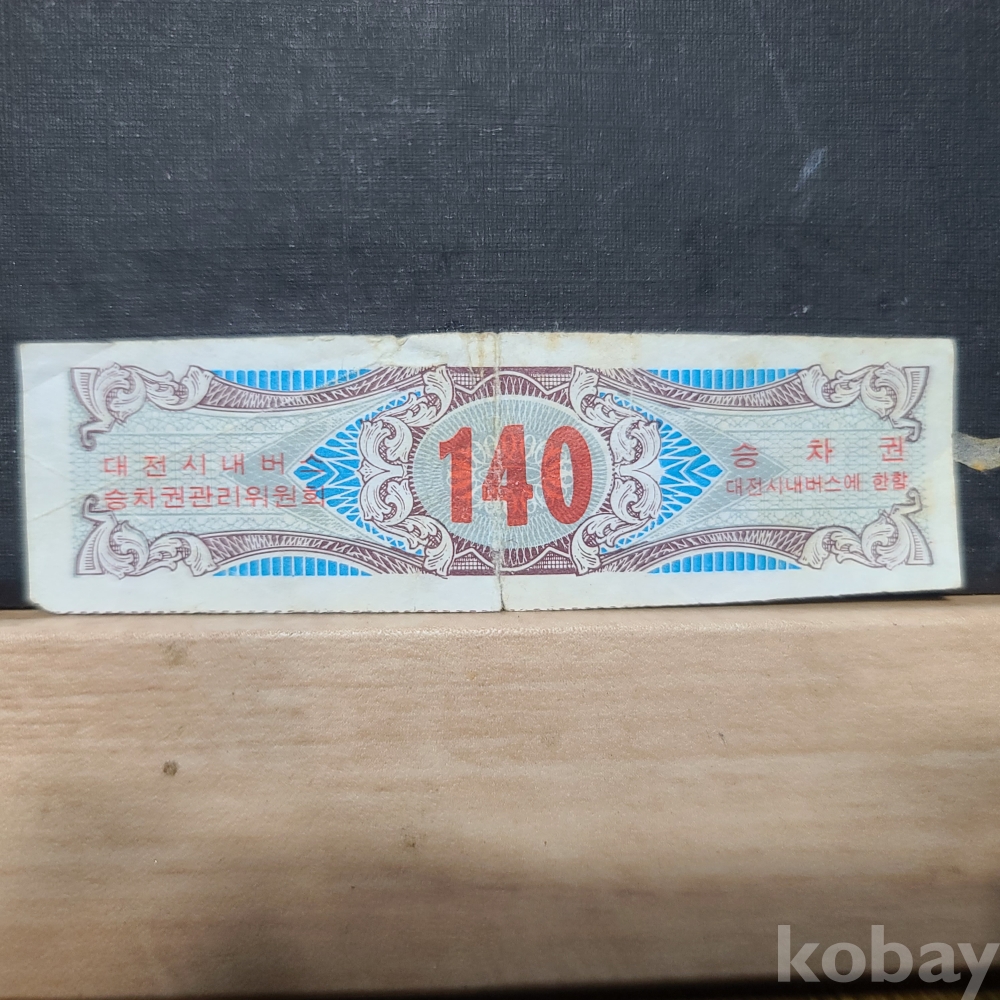 대전시내버스
승차권관리위원회
140
승차권
대전시내버스에 한함
kobay